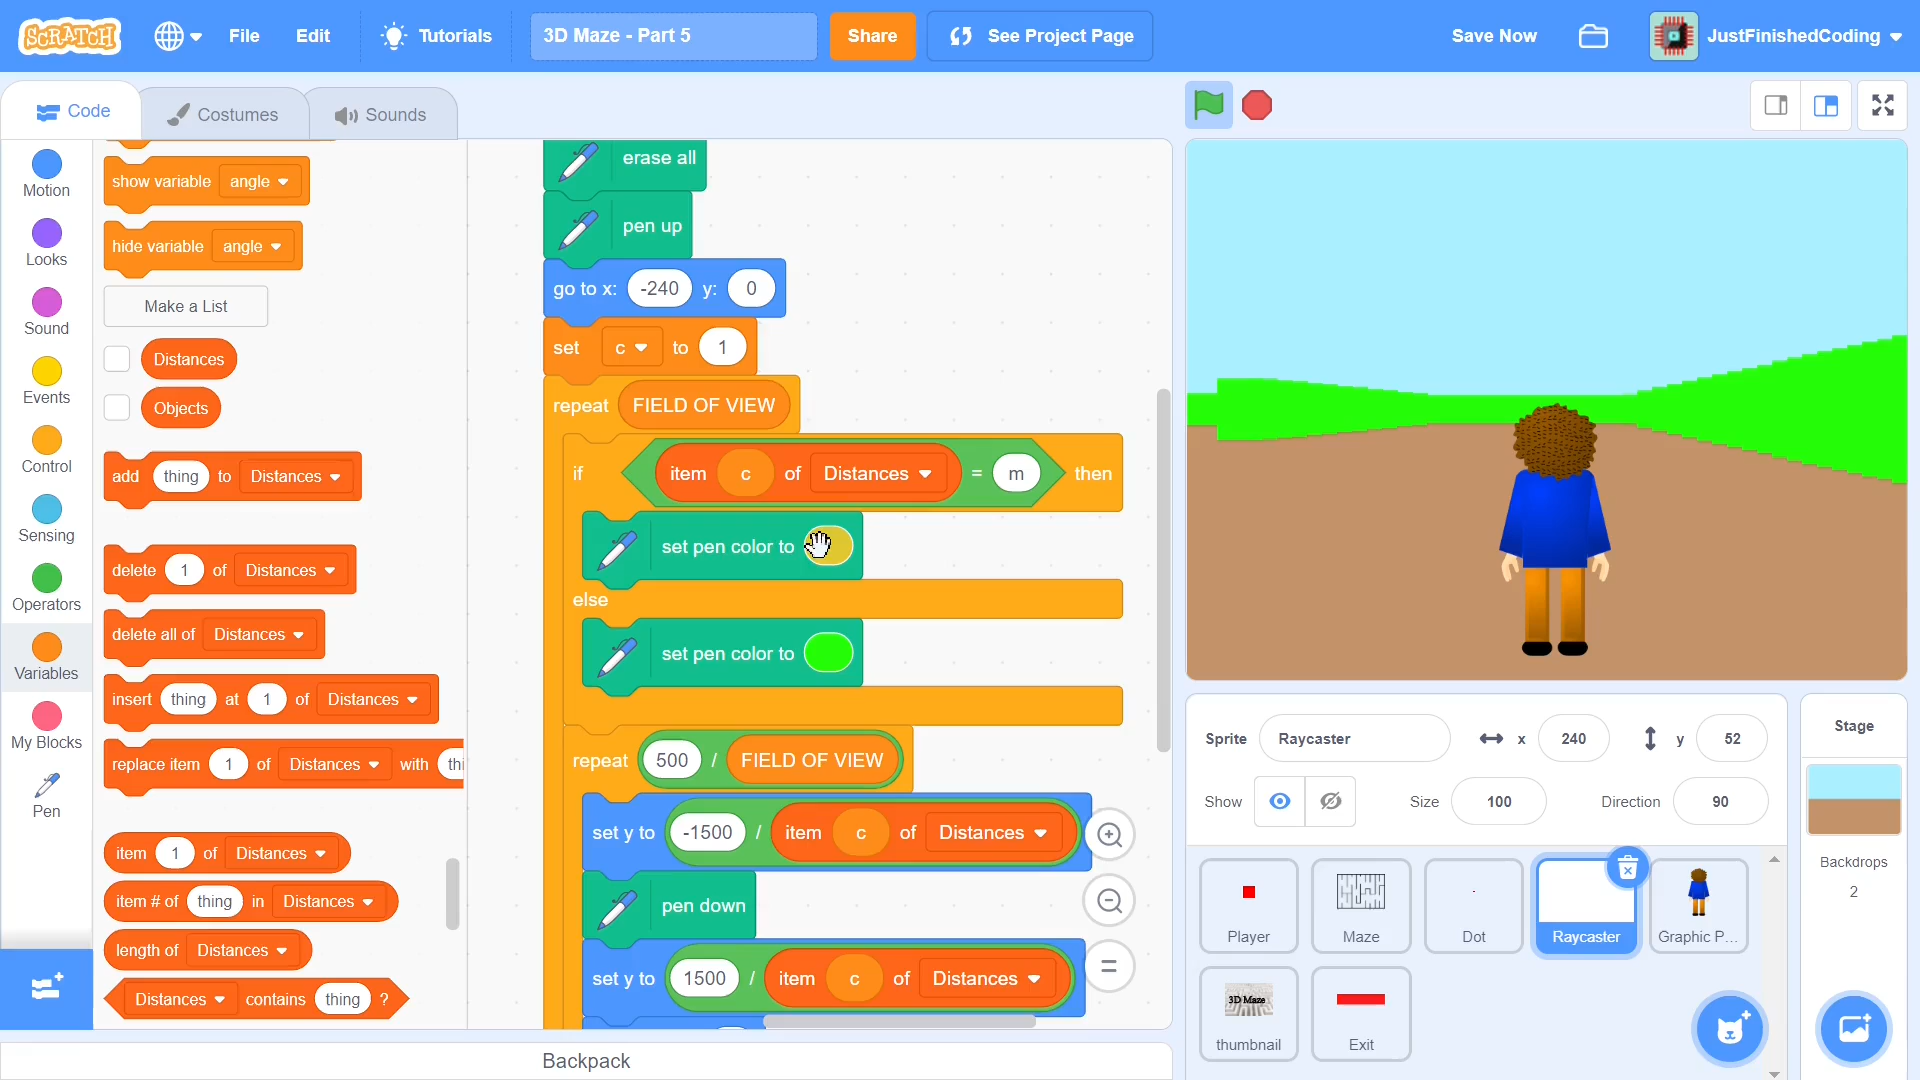 SCRATCH File Edit Tutorials 3D Maze - Part 5 Share See Project Page Save Now JustFinishedCoding
Code Costumes Sounds
Motion
Looks
Sound
Events
Control
Sensing
Operators
Variables
My Blocks
Pen
show variable angle
hide variable angle
Make a List
Distances
Objects
add thing to Distances
delete 1 of Distances
delete all of Distances
insert thing at 1 of Distances
replace item 1 of Distances with
item 1 of Distances
item # of thing in Distances
length of Distances
Distances contains thing ?
erase all
pen up
go to x: -240 y: 0
set c to 1
repeat FIELD OF VIEW
if item c of Distances = m then
set pen color to
else
set pen color to
repeat 500 / FIELD OF VIEW
set y to -1500 / item c of Distances
pen down
set y to 1500 / item c of Distances
Backpack
Sprite Raycaster x 240 y 52
Show Size 100 Direction 90
Player
Maze
Dot
Raycaster
Graphic P...
3D Maze
thumbnail
Exit
Stage
Backdrops
2